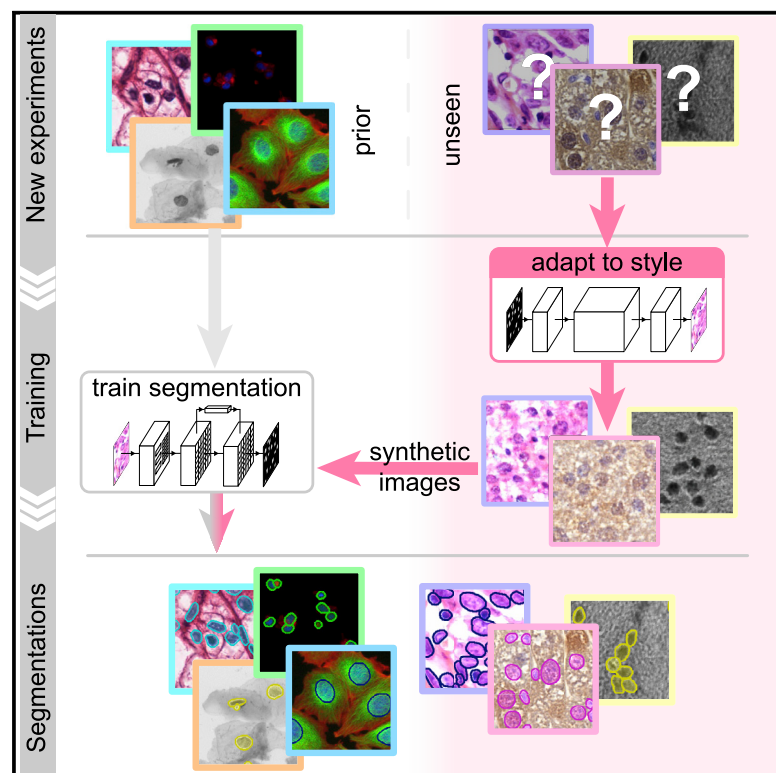 New experiments
prior
unseen
?
?
?
adapt to style
Training
train segmentation
synthetic
images
Segmentations